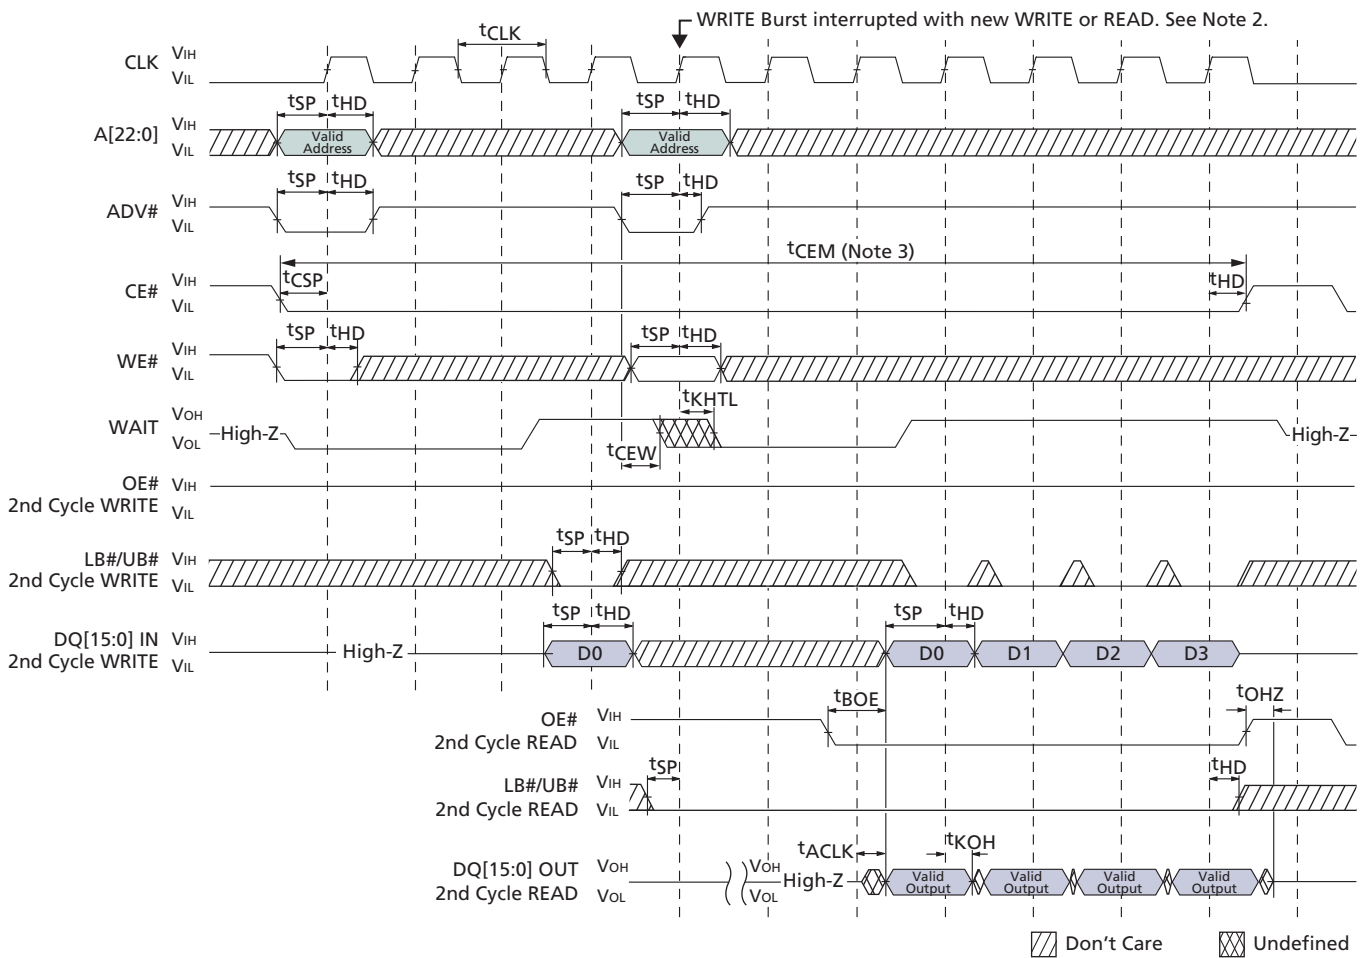 WRITE Burst interrupted with new WRITE or READ. See Note 2.
CLK VIH VIL tCLK
tSP tHD tSP tHD
A[22:0] VIH VIL Valid Address Valid Address
tSP tHD tSP tHD
ADV# VIH VIL
tCEM (Note 3)
CE# VIH VIL tCSP tHD
tSP tHD tSP tHD
WE# VIH VIL
tKHTL
WAIT VOH VOL High-Z High-Z
tCEW
OE# VIH
2nd Cycle WRITE VIL
tSP tHD
LB#/UB# VIH
2nd Cycle WRITE VIL
tSP tHD tSP tHD
DQ[15:0] IN VIH
2nd Cycle WRITE VIL
High-Z D0 D0 D1 D2 D3
tBOE tOHZ
OE# VIH
2nd Cycle READ VIL
tSP tHD
LB#/UB# VIH
2nd Cycle READ VIL
tACLK tKOH
DQ[15:0] OUT VOH VOH
2nd Cycle READ VOL VOL
High-Z Valid Output Valid Output Valid Output Valid Output
Don't Care Undefined